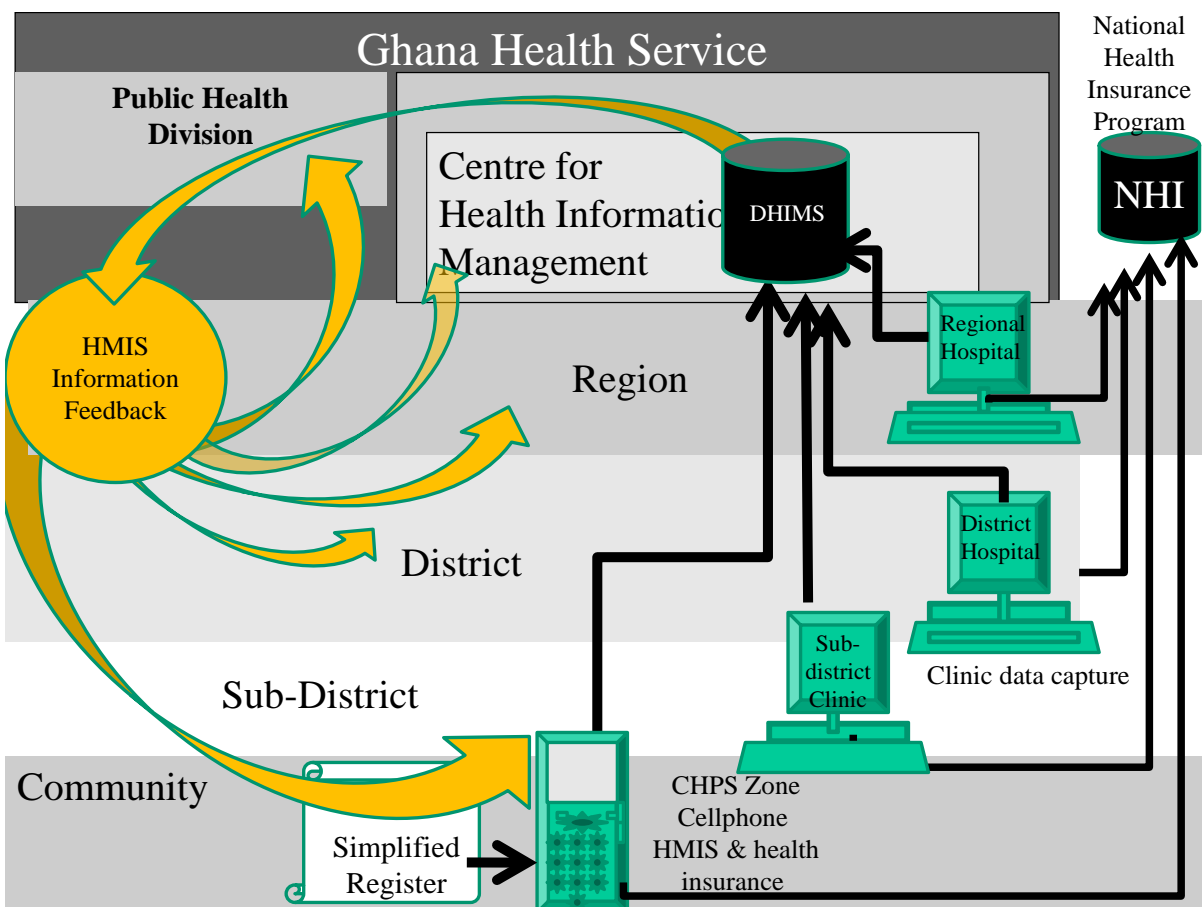 Ghana Health Service
National
Health
Insurance
Program
Public Health
Division
Centre for
Health Informatio
Management
DHIMS
NHI
HMIS
Information
Feedback
Region
Regional
Hospital
District
District
Hospital
Sub-
district
Clinic
Clinic data capture
Sub-District
Community
CHPS Zone
Cellphone
HMIS & health
insurance
Simplified
Register